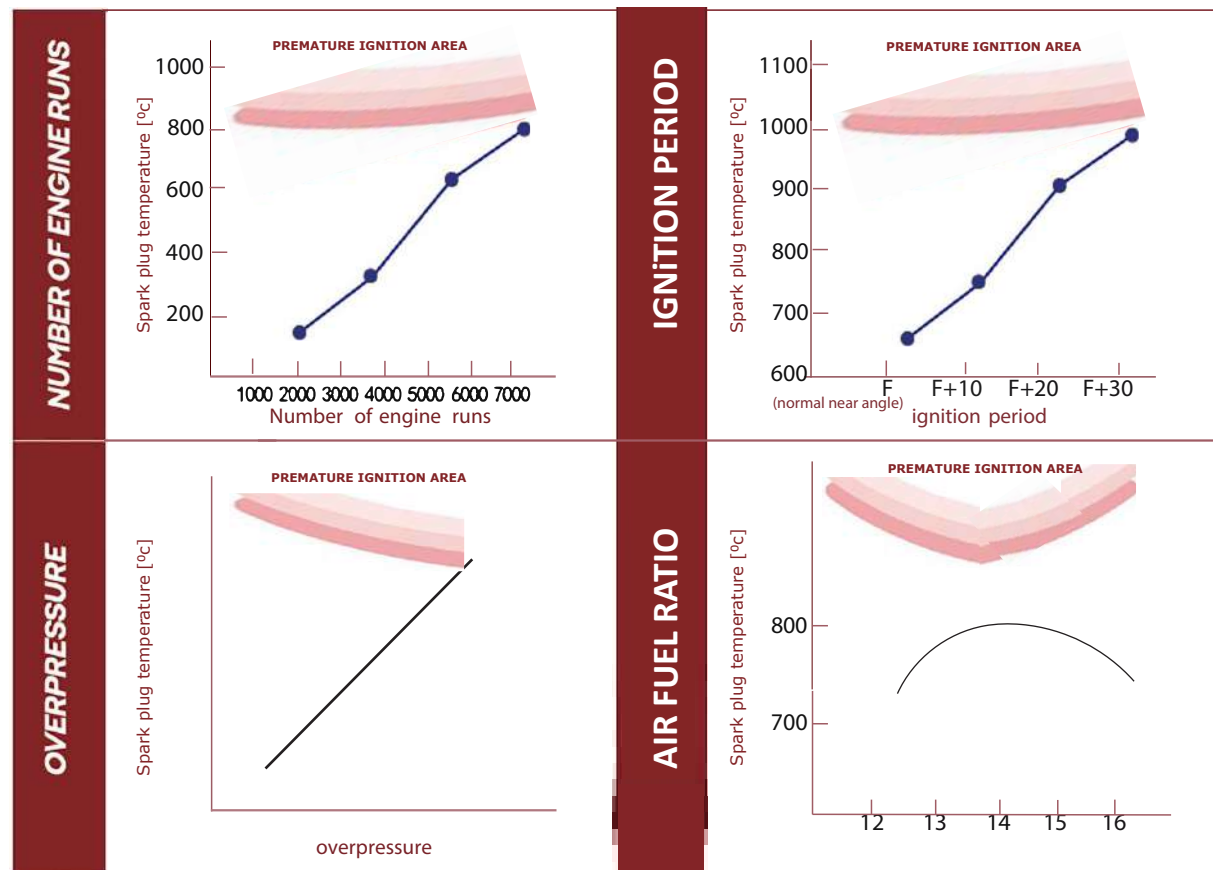 NUMBER OF ENGINE RUNS
PREMATURE IGNITION AREA
Spark plug temperature [ºc]
1000
800
600
400
200
1000 2000 3000 4000 5000 6000 7000
Number of engine runs
IGNiTION PERIOD
PREMATURE IGNITION AREA
Spark plug temperature [ºc]
1100
1000
900
800
700
600
F F+10 F+20 F+30
(normal near angle)
ignition period
OVERPRESSURE
PREMATURE IGNITION AREA
Spark plug temperature [ºc]
overpressure
AIR FUEL RATIO
PREMATURE IGNITION AREA
Spark plug temperature [ºc]
800
700
12 13 14 15 16